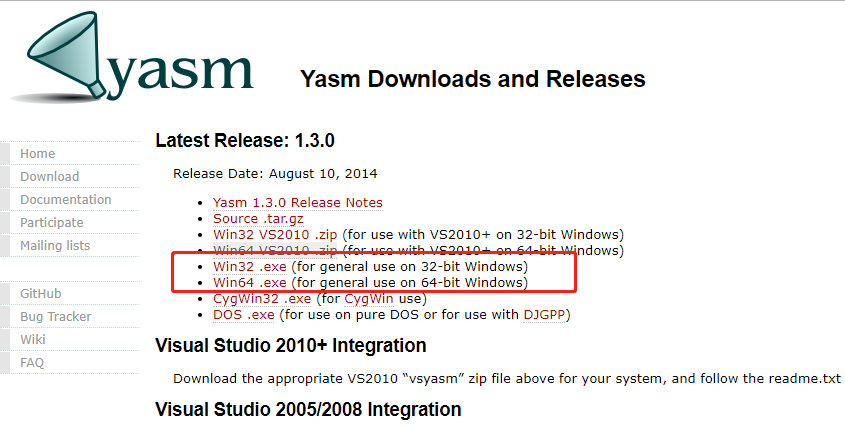 yasm
Yasm Downloads and Releases
Latest Release: 1.3.0
Release Date: August 10, 2014
Yasm 1.3.0 Release Notes
Source .tar.gz
Win32 VS2010 .zip (for use with VS2010+ on 32-bit Windows)
Win64 VS2010 .zip (for use with VS2010+ on 64-bit Windows)
Win32 .exe (for general use on 32-bit Windows)
Win64 .exe (for general use on 64-bit Windows)
CygWin32 .exe (for CygWin use)
DOS .exe (for use on pure DOS or for use with DJGPP)
Visual Studio 2010+ Integration
Download the appropriate VS2010 “vsyasm” zip file above for your system, and follow the readme.txt
Visual Studio 2005/2008 Integration
Home
Download
Documentation
Participate
Mailing lists
GitHub
Bug Tracker
Wiki
FAQ